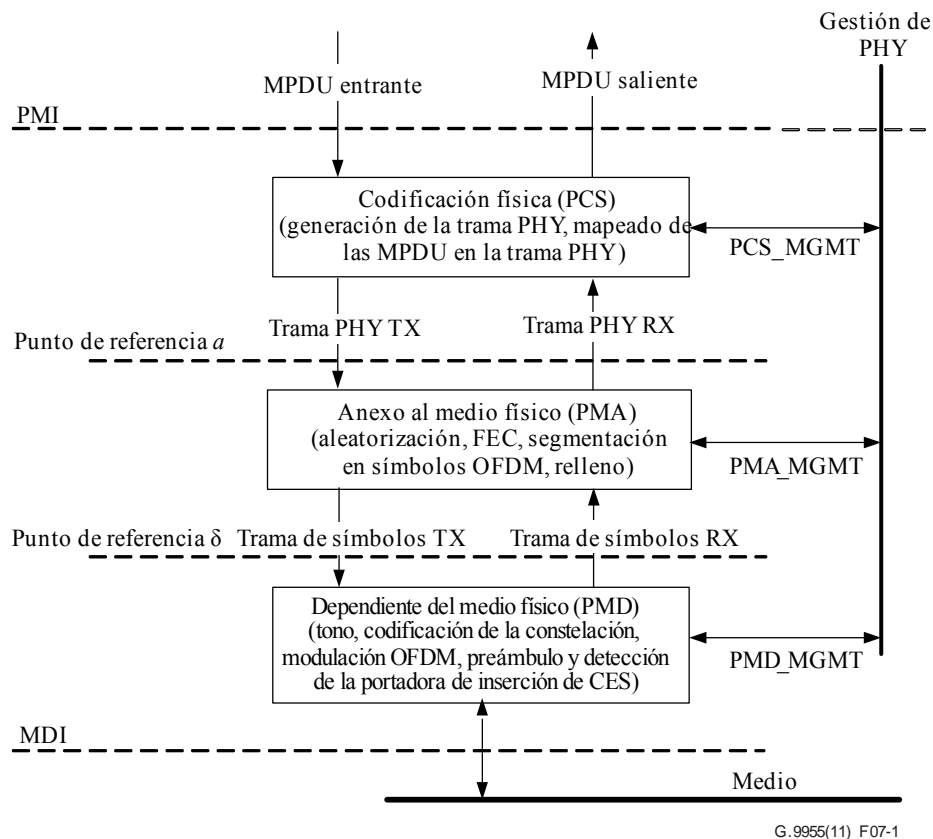 Gestión de
PHY
MPDU entrante
MPDU saliente
PMI
Codificación física (PCS)
(generación de la trama PHY, mapeado de
las MPDU en la trama PHY)
PCS_MGMT
Trama PHY TX
Trama PHY RX
Punto de referencia a
Anexo al medio físico (PMA)
(aleatorización, FEC, segmentación
en símbolos OFDM, relleno)
PMA_MGMT
Punto de referencia δ
Trama de símbolos TX
Trama de símbolos RX
Dependiente del medio físico (PMD)
(tono, codificación de la constelación,
modulación OFDM, preámbulo y detección
de la portadora de inserción de CES)
PMD_MGMT
MDI
Medio
G.9955(11)_F07-1